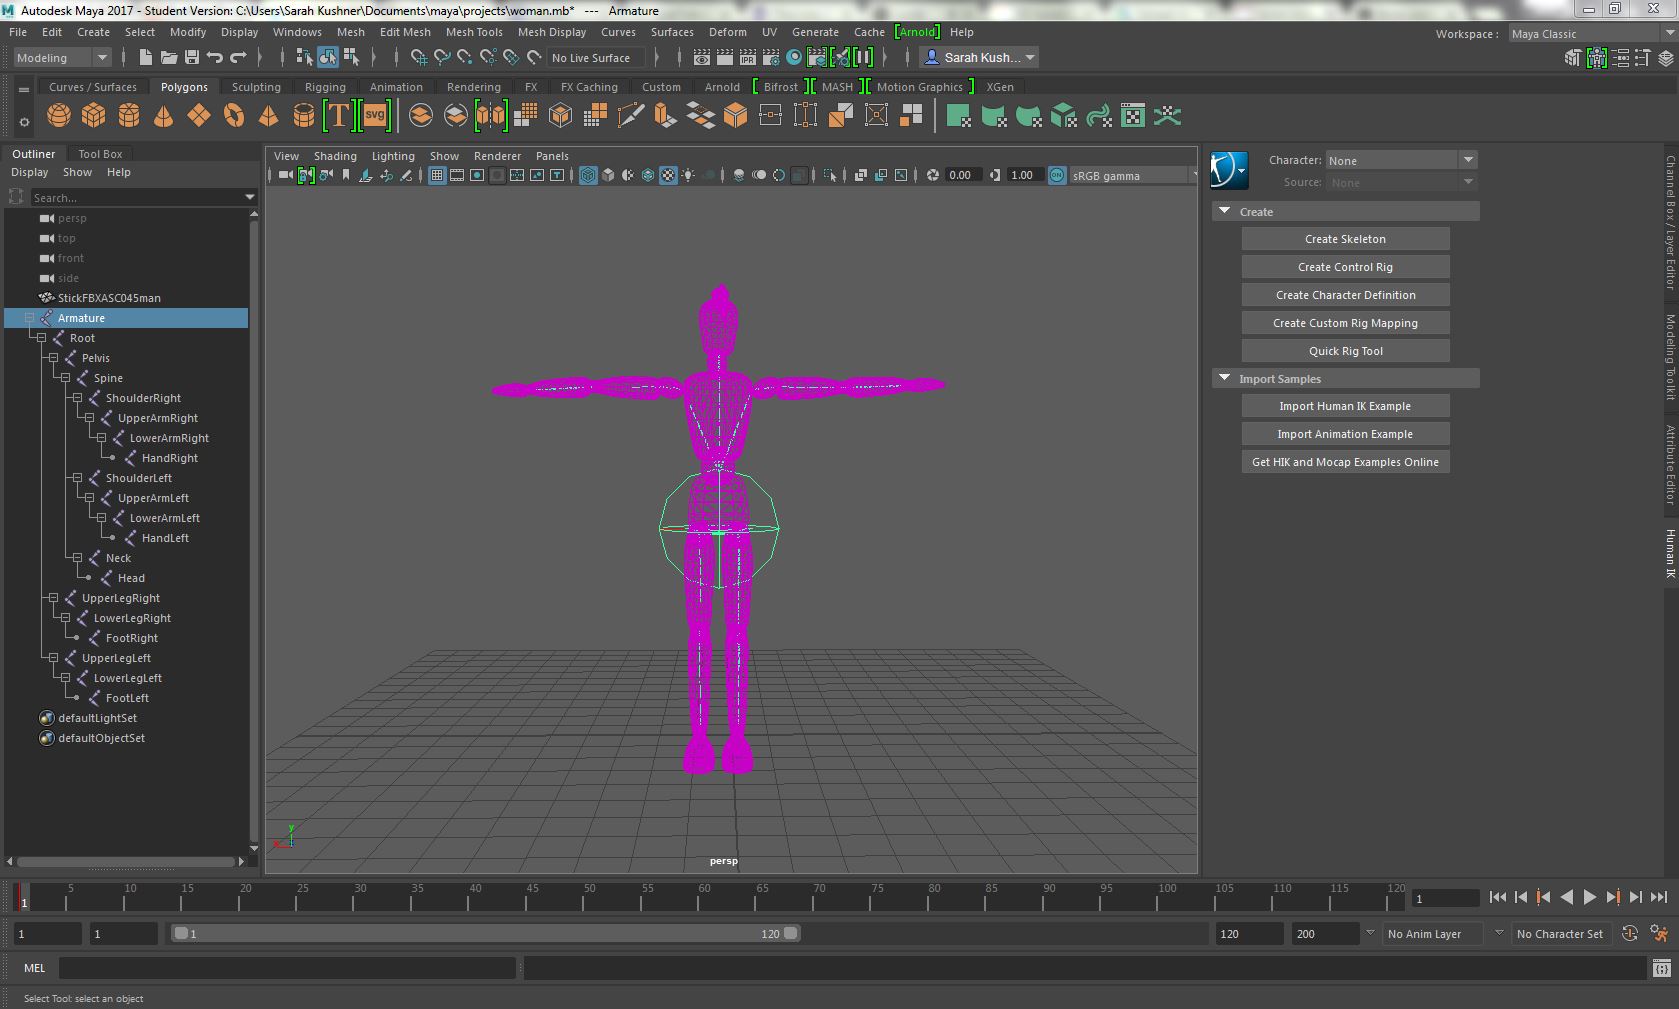 Autodesk Maya 2017 - Student Version: C:\Users\Sarah Kushner\Documents\maya\projects\woman.mb* --- Armature
File Edit Create Select Modify Display Windows Mesh Edit Mesh Mesh Tools Mesh Display Curves Surfaces Deform UV Generate Cache [Arnold] Help
Workspace : Maya Classic
Modeling
No Live Surface
Sarah Kush...
Curves / Surfaces Polygons Sculpting Rigging Animation Rendering FX FX Caching Custom Arnold Bifrost MASH Motion Graphics XGen
T svg
Outliner Tool Box
Display Show Help
Search...
persp
top
front
side
StickFBXASC045man
Armature
Root
Pelvis
Spine
ShoulderRight
UpperArmRight
LowerArmRight
HandRight
ShoulderLeft
UpperArmLeft
LowerArmLeft
HandLeft
Neck
Head
UpperLegRight
LowerLegRight
FootRight
UpperLegLeft
LowerLegLeft
FootLeft
defaultLightSet
defaultObjectSet
View Shading Lighting Show Renderer Panels
0.00 1.00 ON sRGB gamma
y
x
persp
Character: None
Source: None
Create
Create Skeleton
Create Control Rig
Create Character Definition
Create Custom Rig Mapping
Quick Rig Tool
Import Samples
Import Human IK Example
Import Animation Example
Get HIK and Mocap Examples Online
Channel Box / Layer Editor
Modeling Toolkit
Attribute Editor
Human IK
5 10 15 20 25 30 35 40 45 50 55 60 65 70 75 80 85 90 95 100 105 110 115 120
1
1
1 1 1 120 120 200 No Anim Layer No Character Set
MEL
Select Tool: select an object